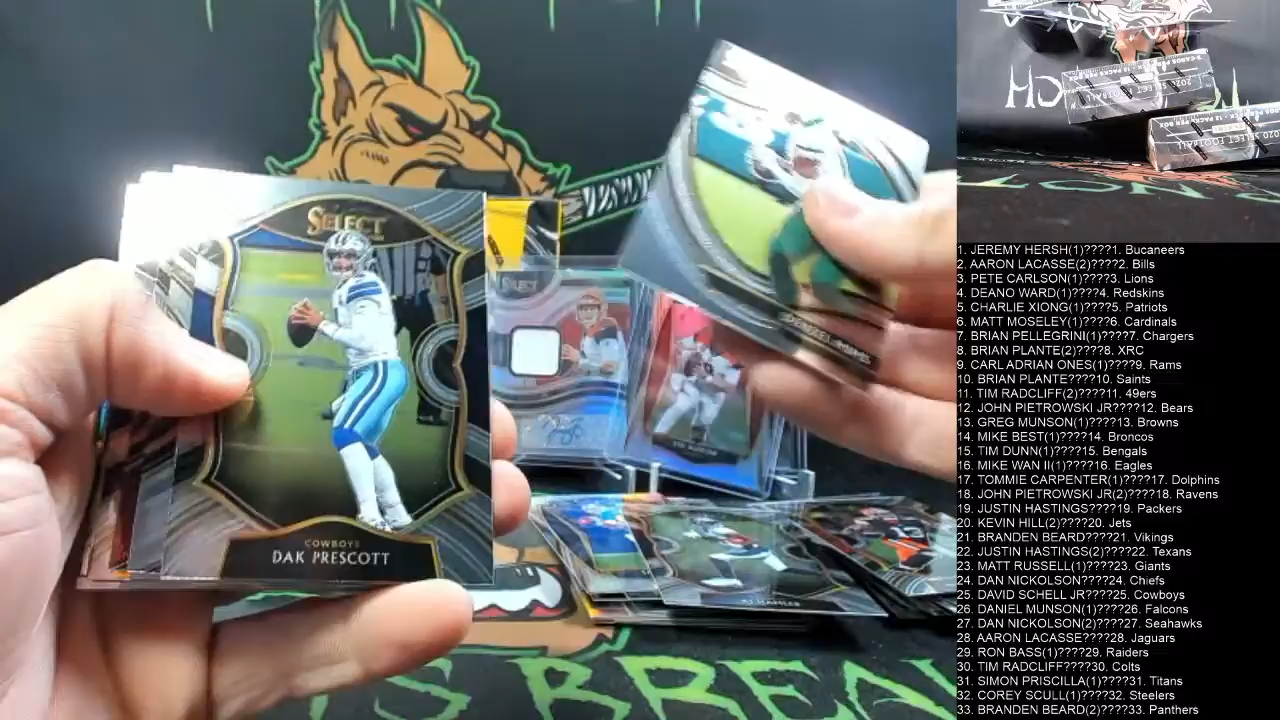 SELECT
COWBOYS
DAK PRESCOTT
SELECT
KJ HAMLER
S BREA
2020 SELECT FOOTBALL
2020 SELECT FOOTBALL
1. JEREMY HERSH(1)????1. Bucaneers
2. AARON LACASSE(2)????2. Bills
3. PETE CARLSON(1)????3. Lions
4. DEANO WARD(1)????4. Redskins
5. CHARLIE XIONG(1)????5. Patriots
6. MATT MOSELEY(1)????6. Cardinals
7. BRIAN PELLEGRINI(1)????7. Chargers
8. BRIAN PLANTE(2)????8. XRC
9. CARL ADRIAN ONES(1)????9. Rams
10. BRIAN PLANTE????10. Saints
11. TIM RADCLIFF(2)????11. 49ers
12. JOHN PIETROWSKI JR????12. Bears
13. GREG MUNSON(1)????13. Browns
14. MIKE BEST(1)????14. Broncos
15. TIM DUNN(1)????15. Bengals
16. MIKE WAN II(1)????16. Eagles
17. TOMMIE CARPENTER(1)????17. Dolphins
18. JOHN PIETROWSKI JR(2)????18. Ravens
19. JUSTIN HASTINGS????19. Packers
20. KEVIN HILL(2)????20. Jets
21. BRANDEN BEARD????21. Vikings
22. JUSTIN HASTINGS(2)????22. Texans
23. MATT RUSSELL(1)????23. Giants
24. DAN NICKOLSON????24. Chiefs
25. DAVID SCHELL JR????25. Cowboys
26. DANIEL MUNSON(1)????26. Falcons
27. DAN NICKOLSON(2)????27. Seahawks
28. AARON LACASSE????28. Jaguars
29. RON BASS(1)????29. Raiders
30. TIM RADCLIFF????30. Colts
31. SIMON PRISCILLA(1)????31. Titans
32. COREY SCULL(1)????32. Steelers
33. BRANDEN BEARD(2)????33. Panthers